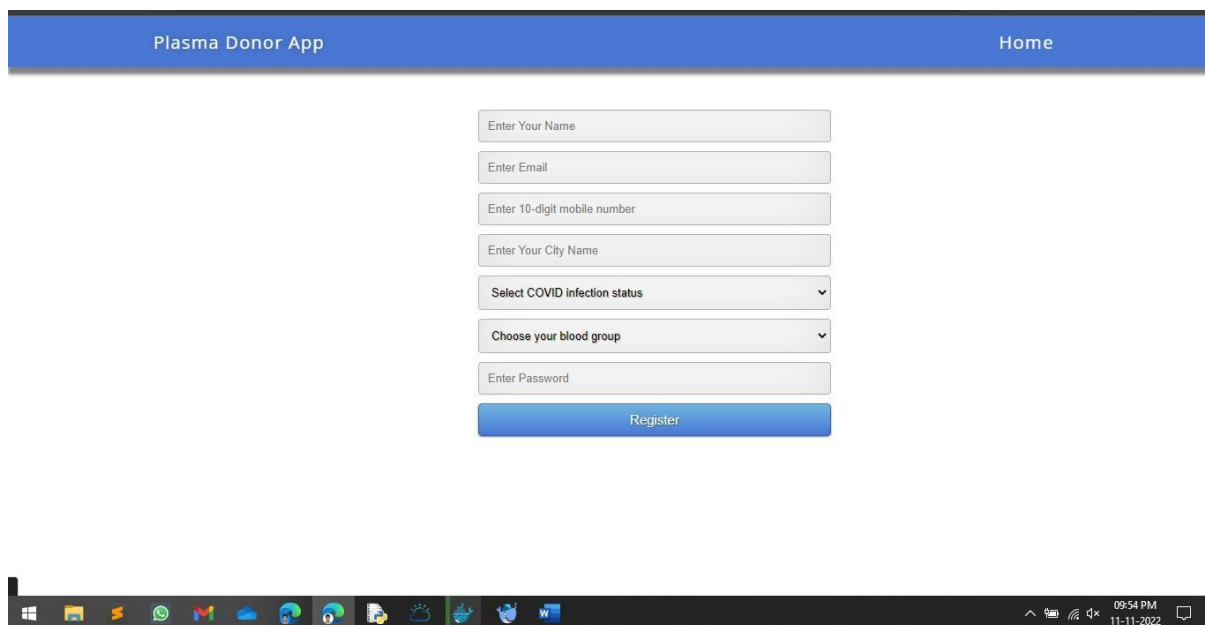 Plasma Donor App
Home
Enter Your Name
Enter Email
Enter 10-digit mobile number
Enter Your City Name
Select COVID infection status
Choose your blood group
Enter Password
Register
09:54 PM
11-11-2022